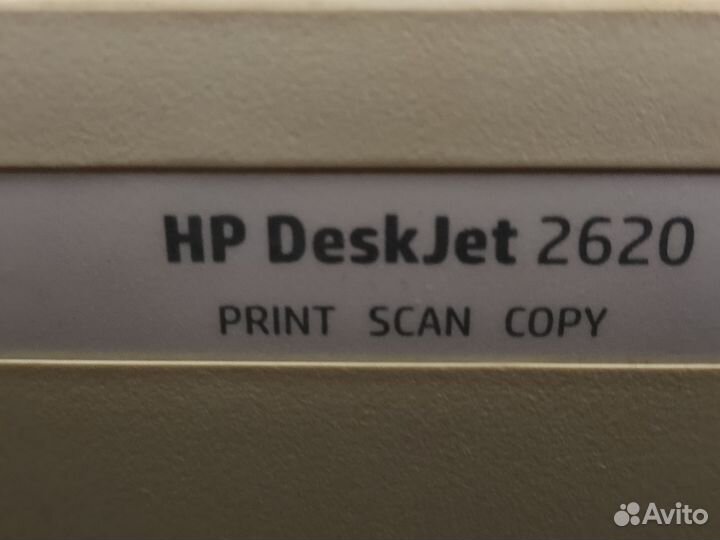 HP DeskJet 2620
PRINT SCAN COPY
Avito